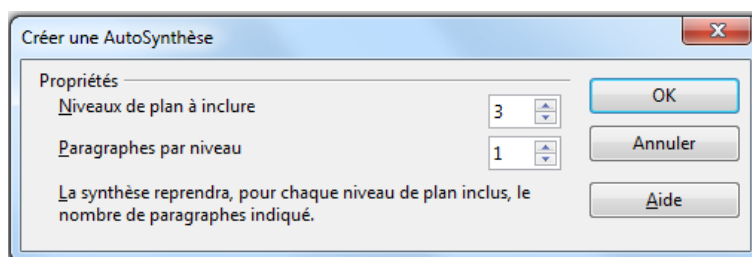 Créer une AutoSynthèse
Propriétés
Niveaux de plan à inclure
3
OK
Paragraphes par niveau
1
Annuler
La synthèse reprendra, pour chaque niveau de plan inclus, le
nombre de paragraphes indiqué.
Aide